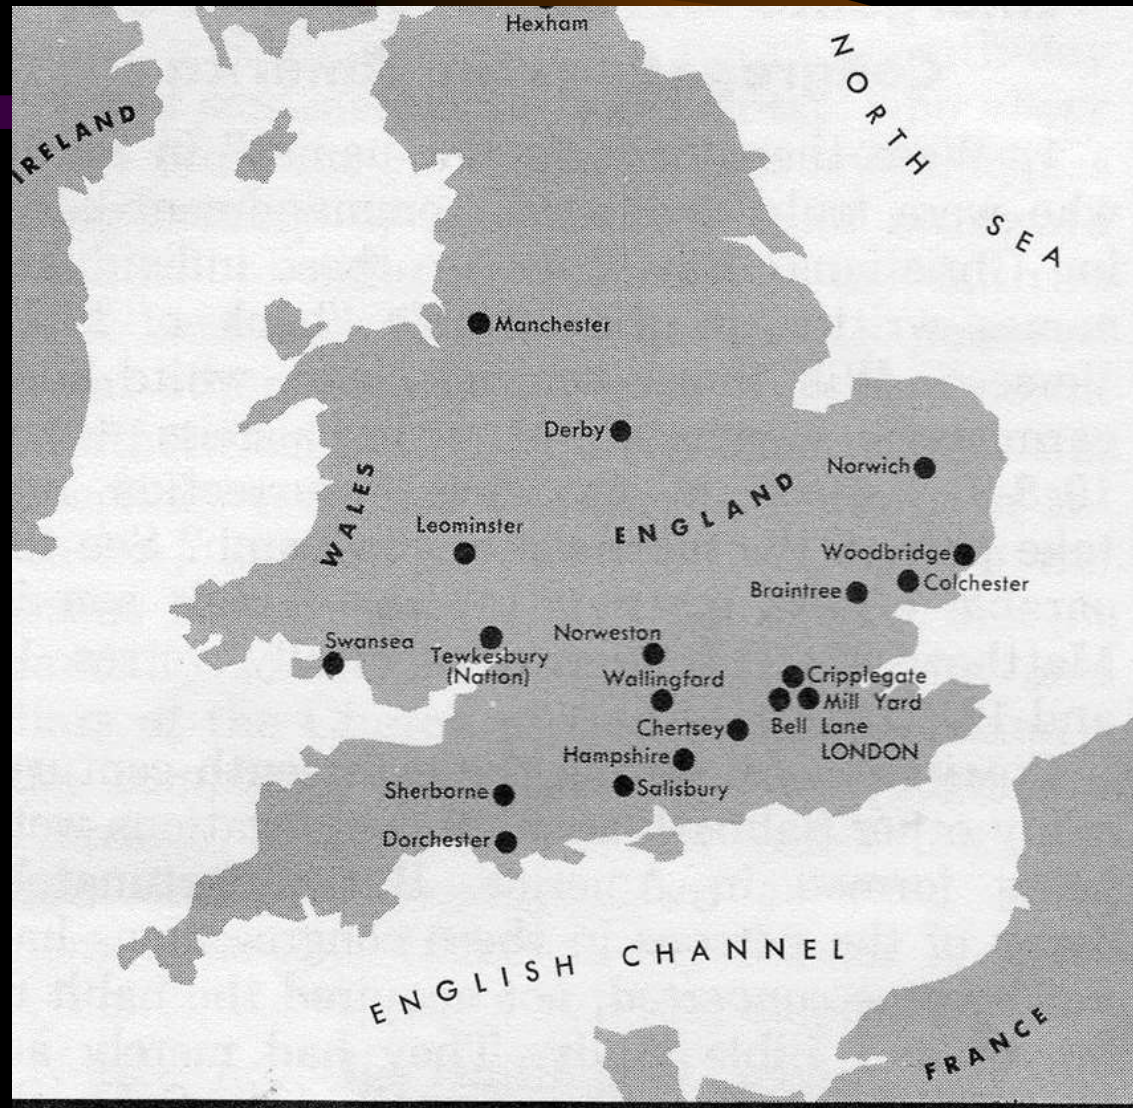 Hexham
NORTH SEA
IRELAND
Manchester
Derby
Norwich
WALES
ENGLAND
Leominster
Woodbridge
Colchester
Braintree
Swansea
Norweston
Tewkesbury
(Natton)
Cripplegate
Wallingford
Mill Yard
Chertsey
Bell Lane
LONDON
Hampshire
Salisbury
Sherborne
Dorchester
ENGLISH CHANNEL
FRANCE